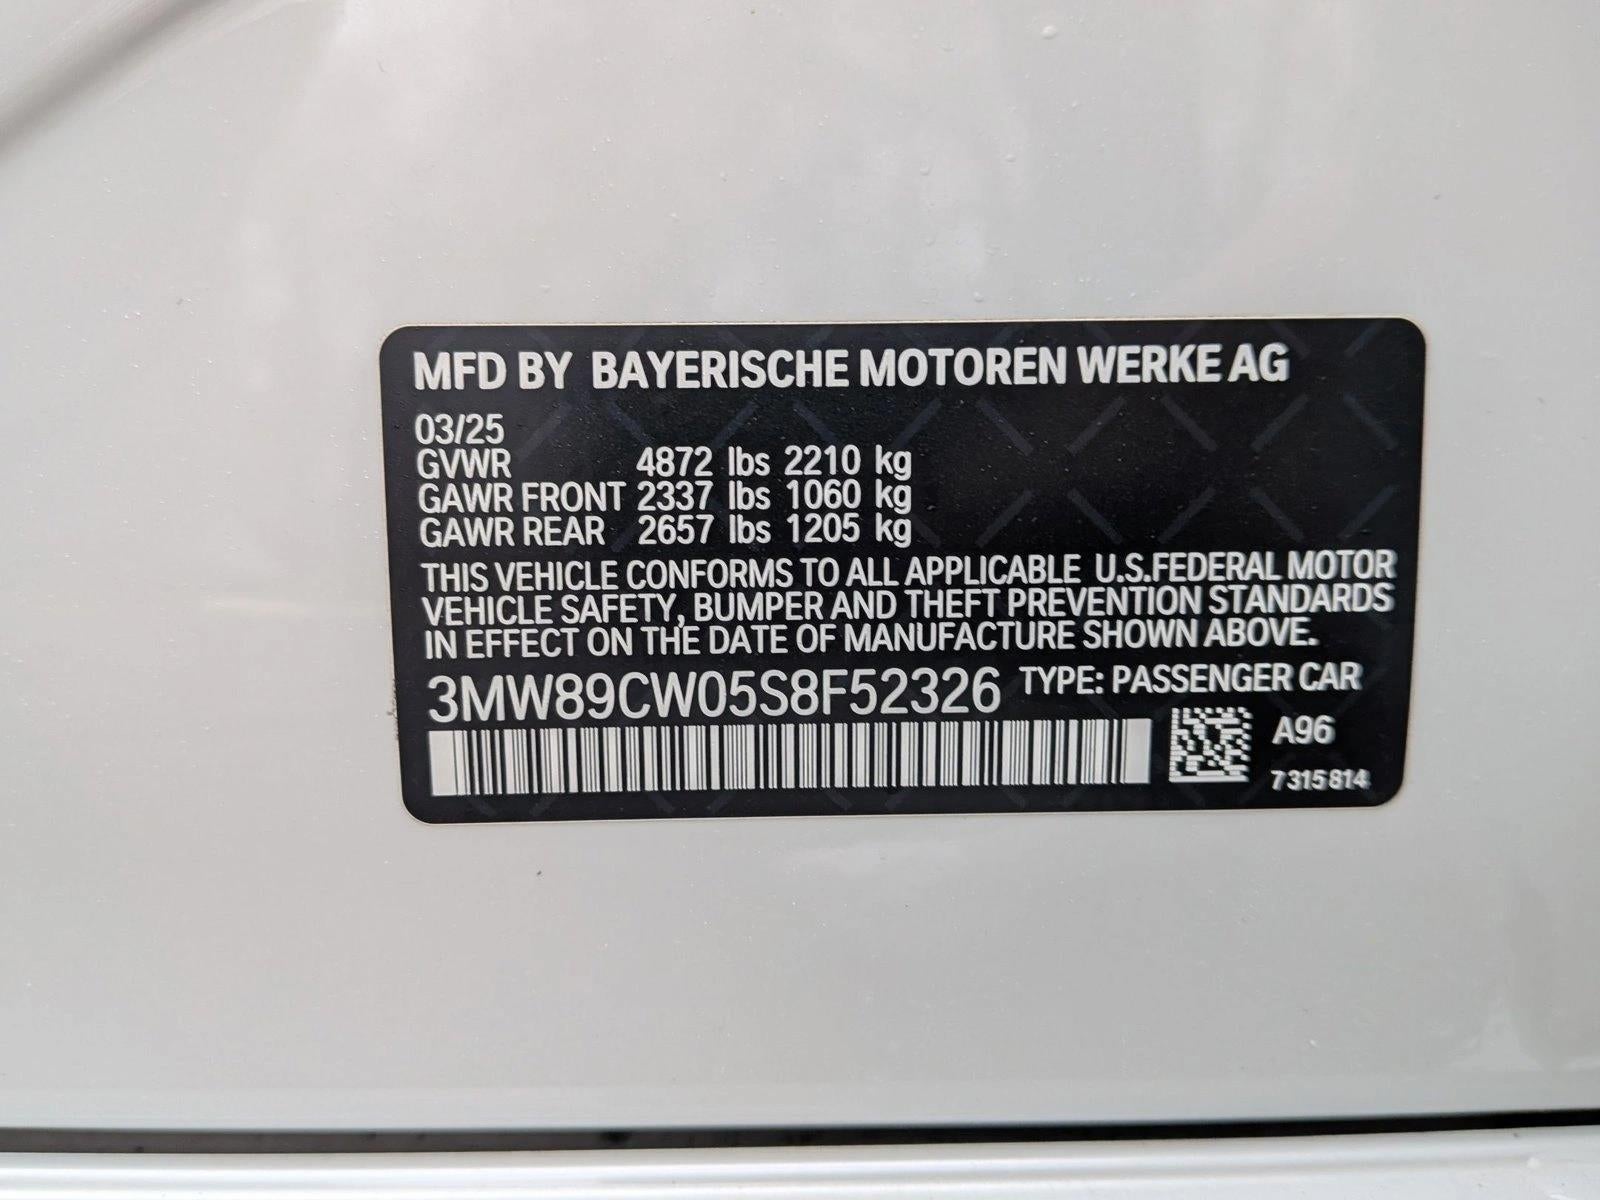 MFD BY BAYERISCHE MOTOREN WERKE AG
03/25
GVWR 4872 lbs 2210 kg
GAWR FRONT 2337 lbs 1060 kg
GAWR REAR 2657 lbs 1205 kg
THIS VEHICLE CONFORMS TO ALL APPLICABLE U.S.FEDERAL MOTOR
VEHICLE SAFETY, BUMPER AND THEFT PREVENTION STANDARDS
IN EFFECT ON THE DATE OF MANUFACTURE SHOWN ABOVE.
3MW89CW05S8F52326 TYPE: PASSENGER CAR
A96
7315814